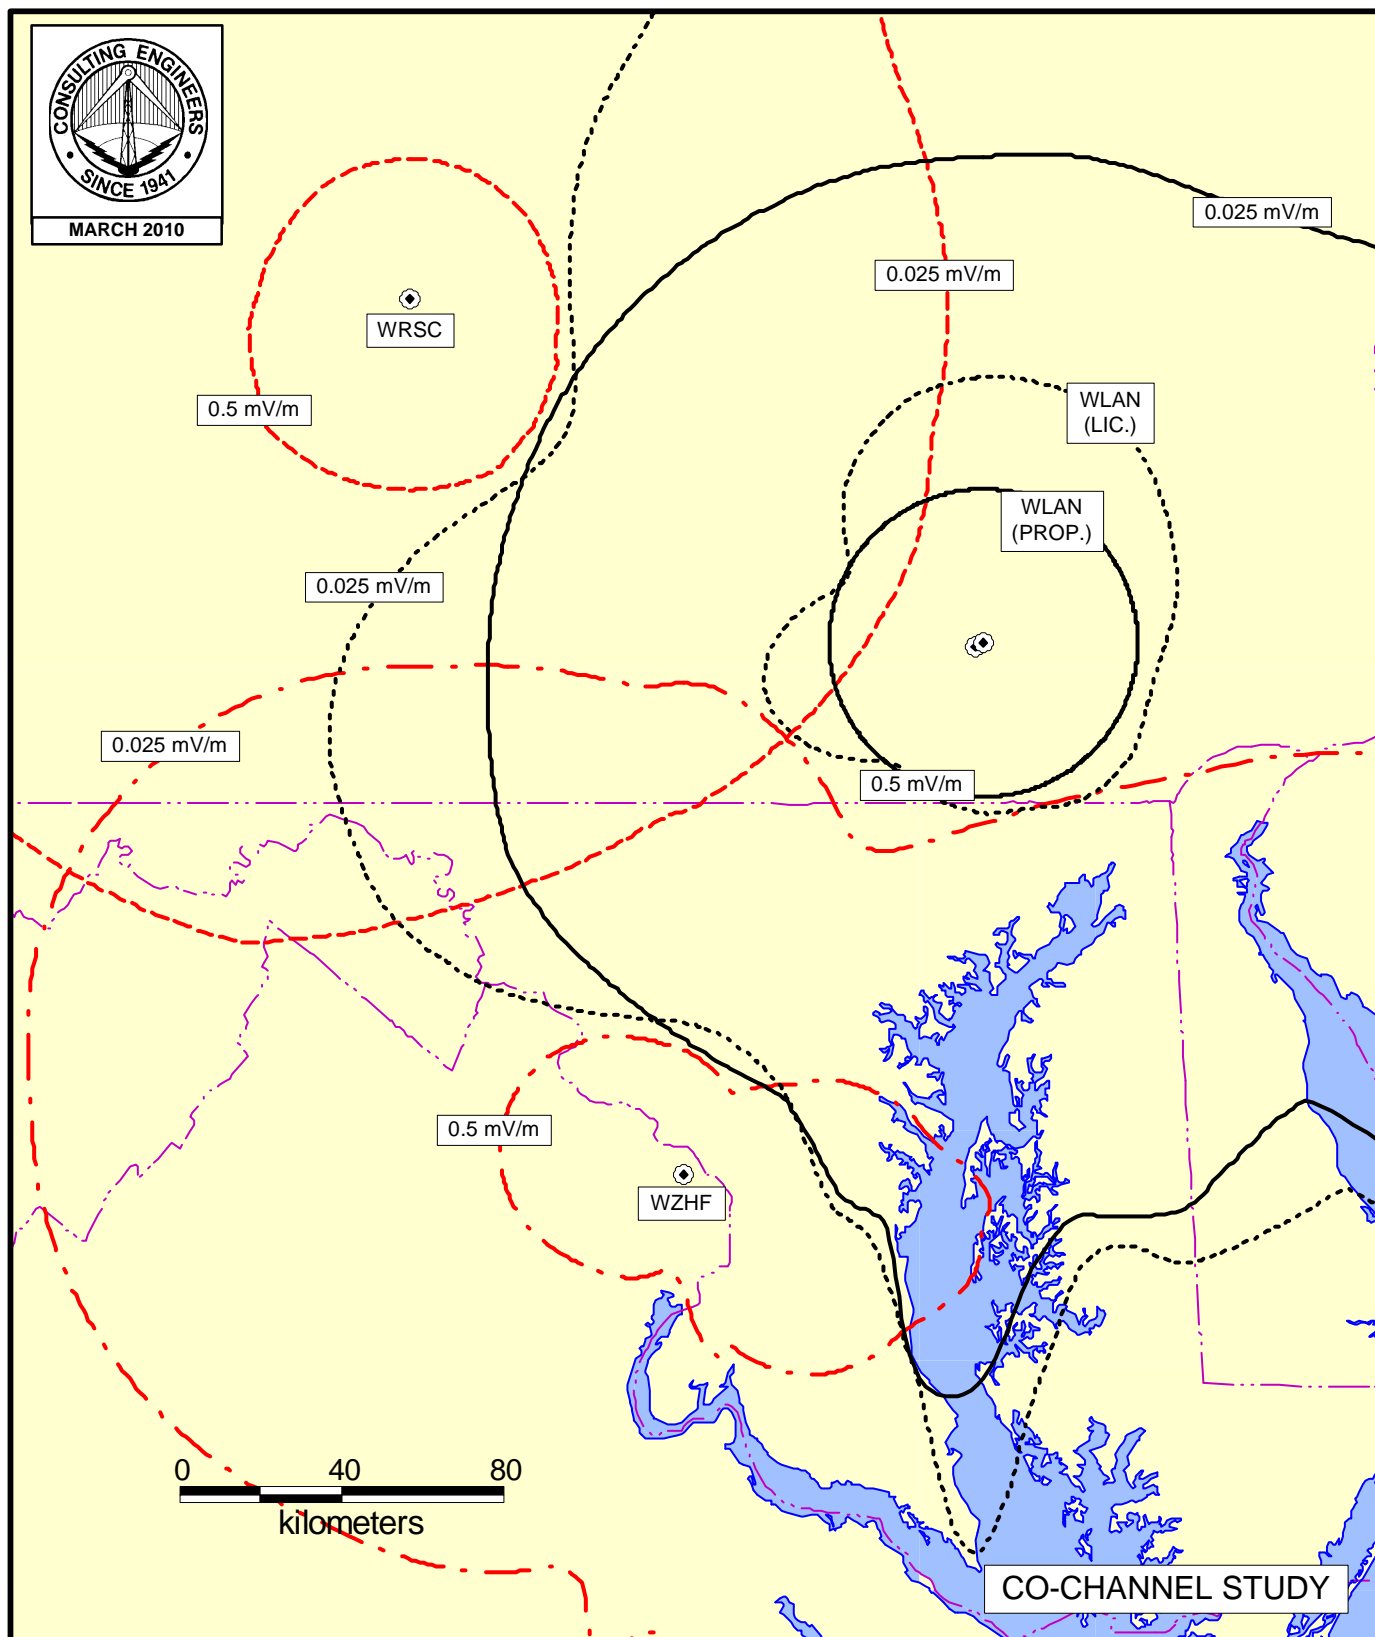 CONSULTING ENGINEERS
SINCE 1941
MARCH 2010
0.025 mV/m
0.025 mV/m
WRSC
0.5 mV/m
WLAN
(LIC.)
WLAN
(PROP.)
0.025 mV/m
0.025 mV/m
0.5 mV/m
0.5 mV/m
WZHF
0 40 80
kilometers
CO-CHANNEL STUDY